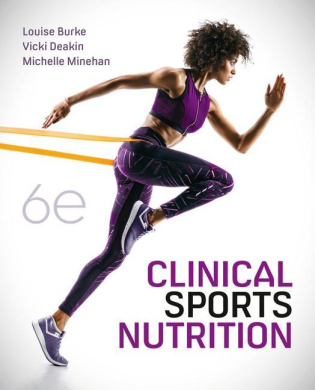 Louise Burke
Vicki Deakin
Michelle Minehan
6e
CLINICAL
SPORTS
NUTRITION